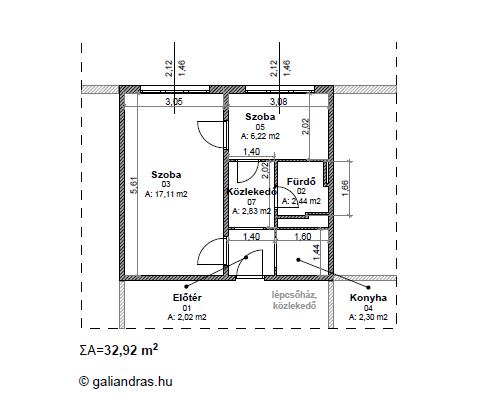 2,12
1,46
2,12
1,46
3,05
3,08
Szoba
05
A: 6,22 m2
2,02
1,40
5,61
Szoba
03
A: 17,11 m2
2,02
Közlekedő
07
A: 2,83 m2
Fürdő
02
A: 2,44 m2
1,66
1,40
1,60
1,44
Előtér
01
A: 2,02 m2
lépcsőház,
közlekedő
Konyha
04
A: 2,30 m2
ΣA=32,92 m²
© galiandras.hu